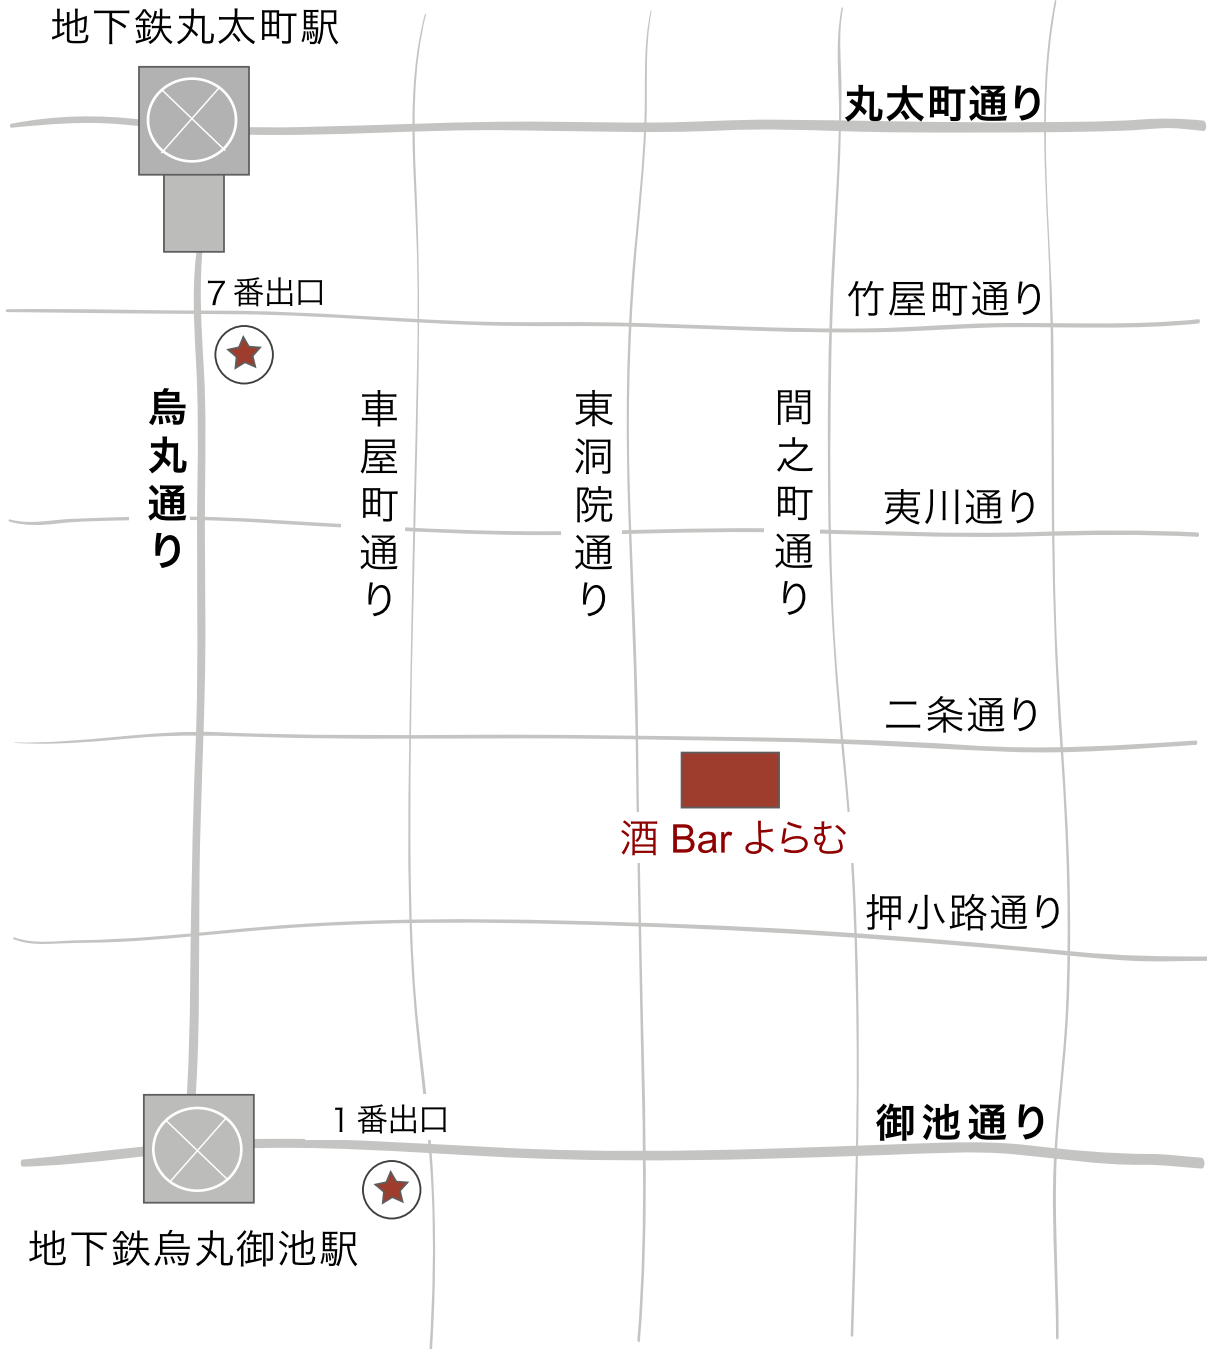 地下鉄丸太町駅
丸太町通り
７番出口
竹屋町通り
烏丸通り
車屋町通り
東洞院通り
間之町通り
夷川通り
二条通り
酒 Bar よらむ
押小路通り
１番出口
御池通り
地下鉄烏丸御池駅